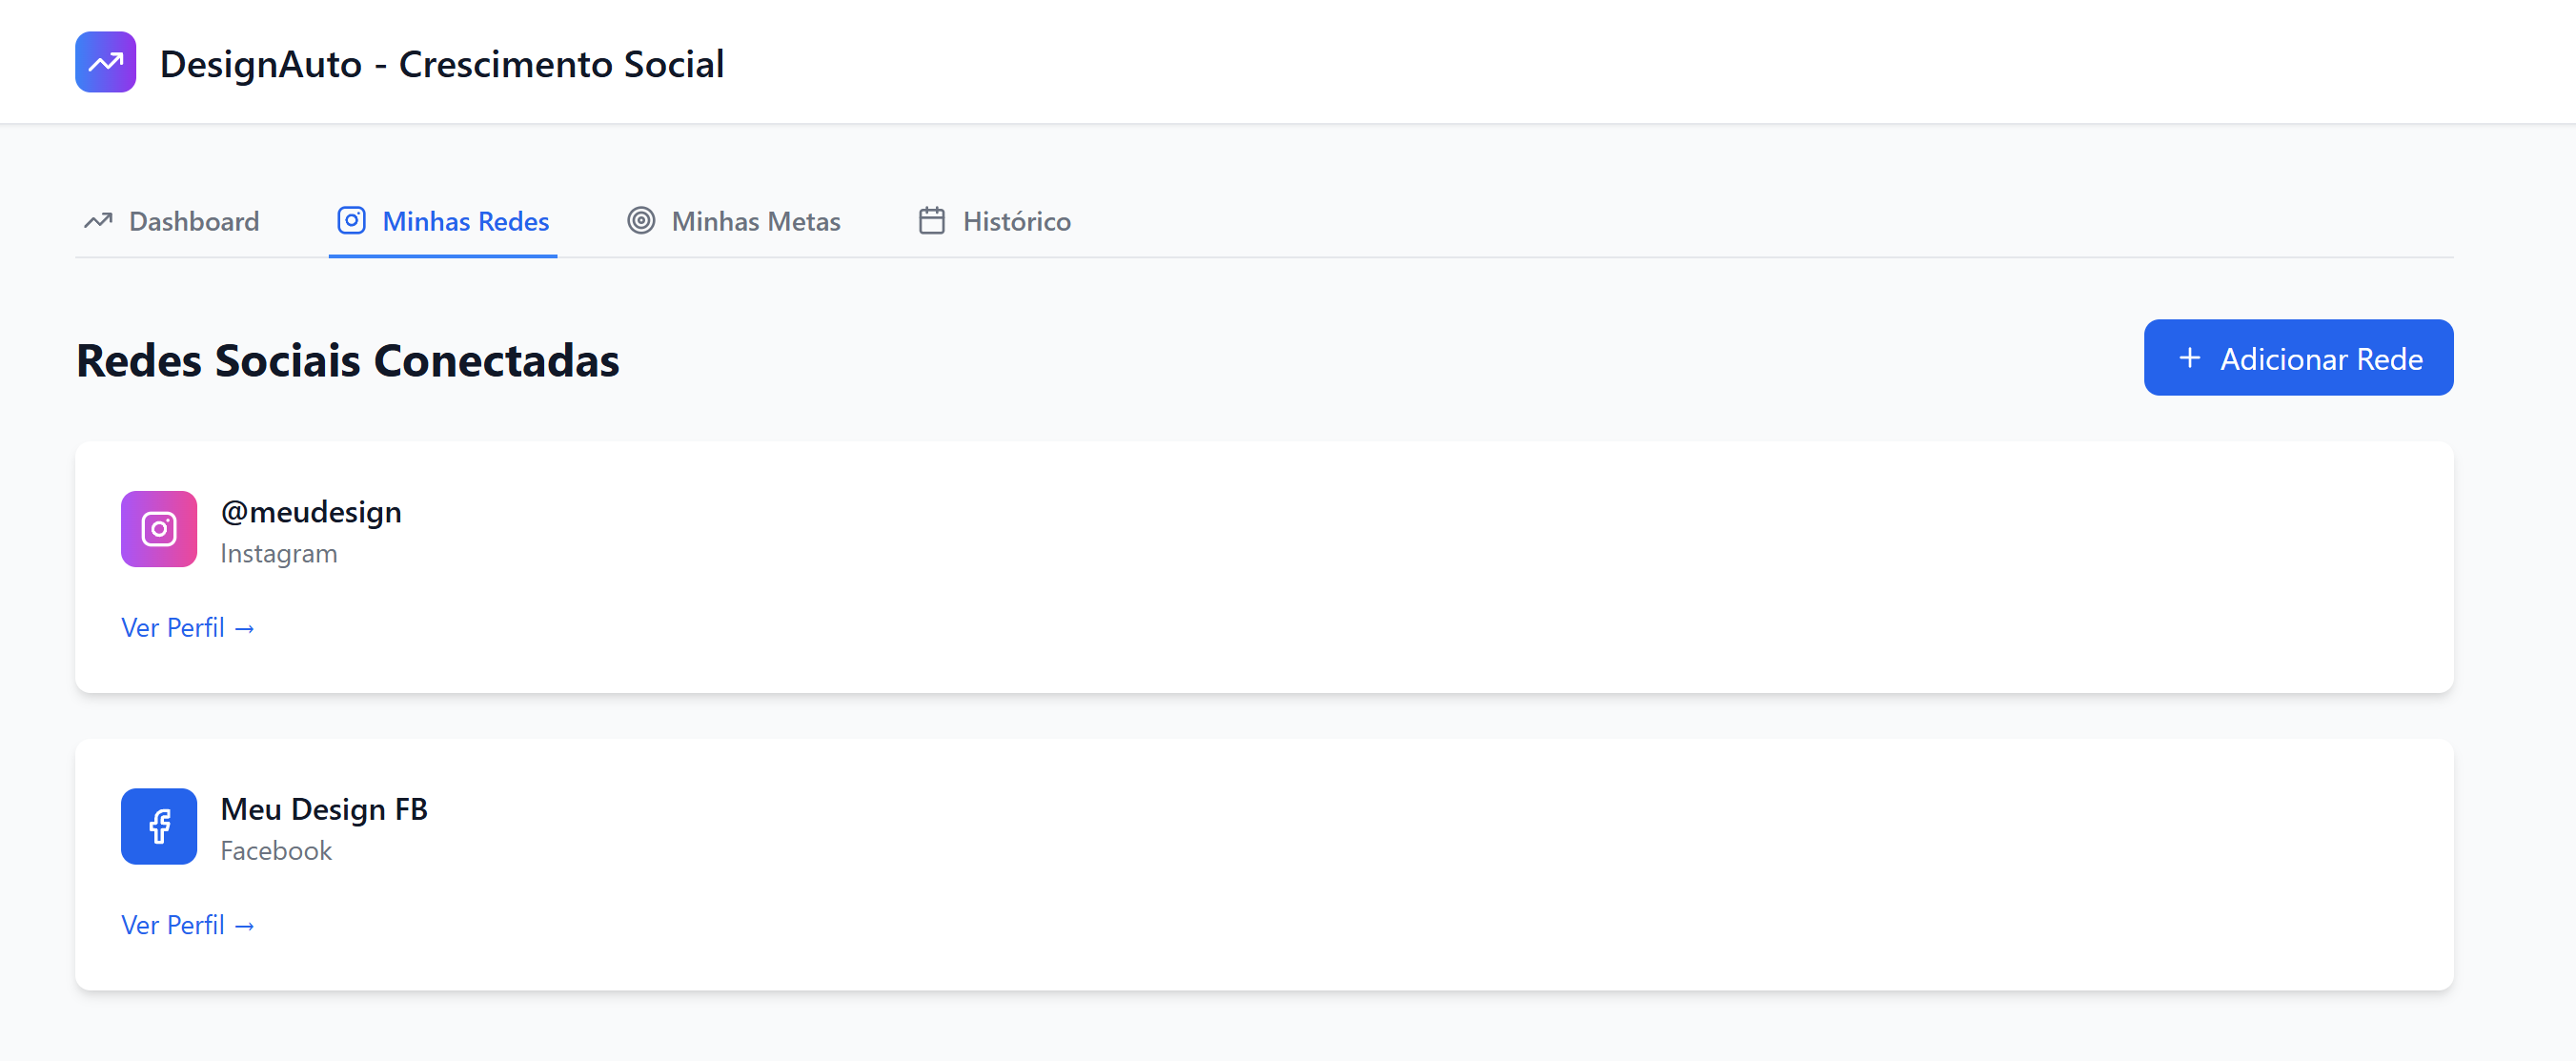 DesignAuto - Crescimento Social
Dashboard Minhas Redes Minhas Metas Histórico
Redes Sociais Conectadas
+ Adicionar Rede
@meudesign
Instagram
Ver Perfil →
Meu Design FB
Facebook
Ver Perfil →